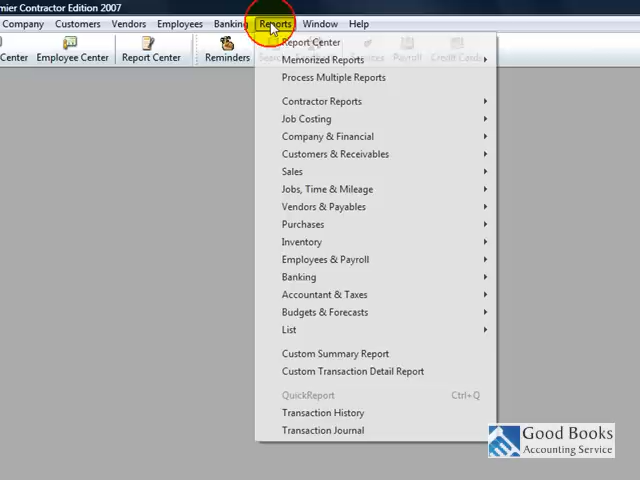 mier Contractor Edition 2007
Company Customers Vendors Employees Banking Reports Window Help
Center Employee Center Report Center Reminders Payroll Credit Cards
Report Center
Memorized Reports
Process Multiple Reports
Contractor Reports
Job Costing
Company & Financial
Customers & Receivables
Sales
Jobs, Time & Mileage
Vendors & Payables
Purchases
Inventory
Employees & Payroll
Banking
Accountant & Taxes
Budgets & Forecasts
List
Custom Summary Report
Custom Transaction Detail Report
QuickReport Ctrl+Q
Transaction History
Transaction Journal
Good Books
Accounting Service